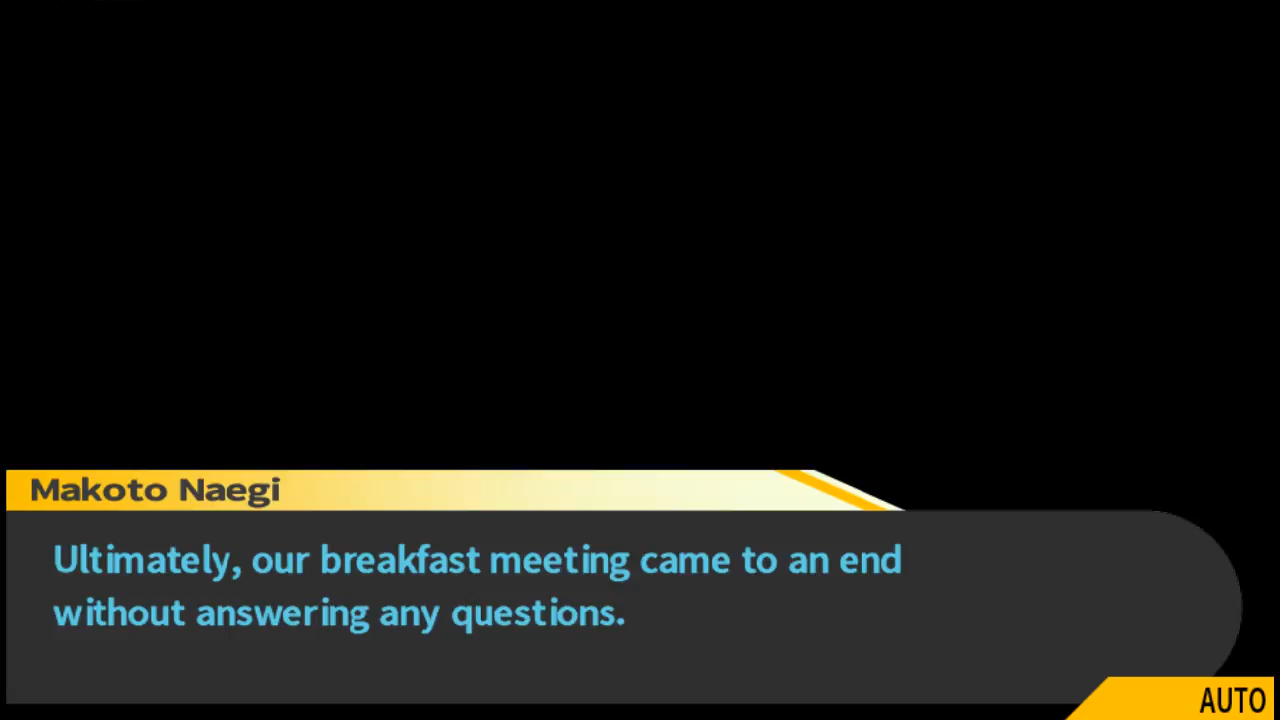 Makoto Naegi
Ultimately, our breakfast meeting came to an end
without answering any questions.
AUTO